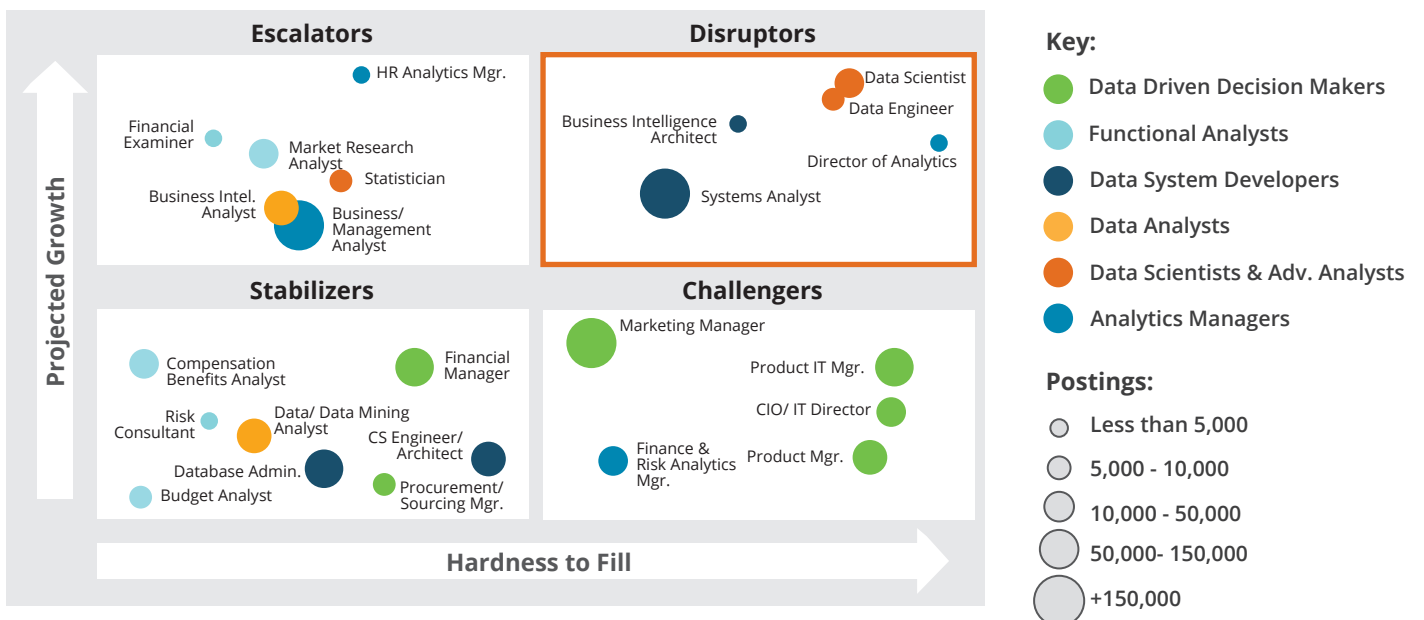 Escalators
Disruptors
HR Analytics Mgr.
Financial
Examiner
Market Research
Analyst
Statistician
Business Intel.
Analyst
Business/
Management
Analyst
Data Scientist
Data Engineer
Business Intelligence
Architect
Director of Analytics
Systems Analyst
Projected Growth
Stabilizers
Challengers
Compensation
Benefits Analyst
Financial
Manager
Risk
Consultant
Data/ Data Mining
Analyst
CS Engineer/
Architect
Database Admin.
Budget Analyst
Procurement/
Sourcing Mgr.
Marketing Manager
Product IT Mgr.
CIO/ IT Director
Finance &
Risk Analytics
Mgr.
Product Mgr.
Hardness to Fill
Key:
Data Driven Decision Makers
Functional Analysts
Data System Developers
Data Analysts
Data Scientists & Adv. Analysts
Analytics Managers
Postings:
Less than 5,000
5,000 - 10,000
10,000 - 50,000
50,000- 150,000
+150,000